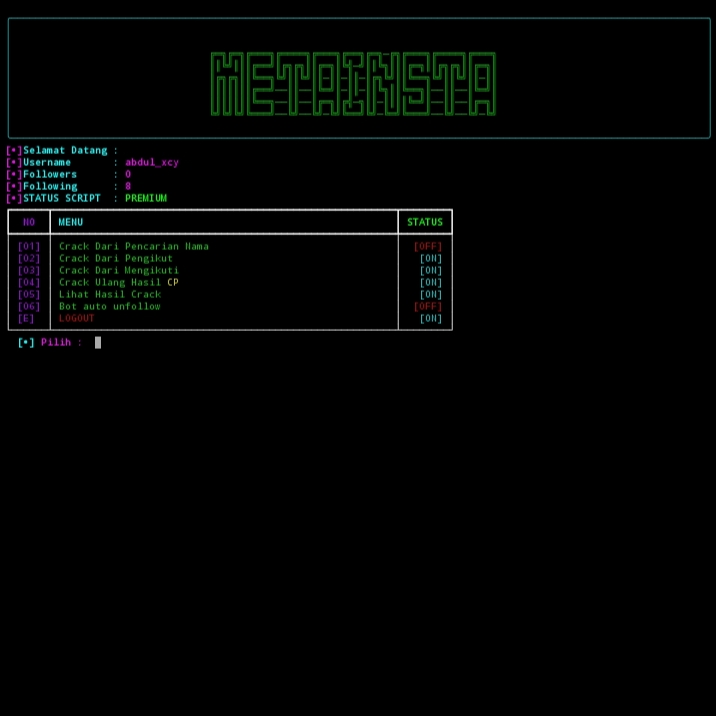 METAINSTA
[•]Selamat Datang :
[•]Username : abdul_xcy
[•]Followers : 0
[•]Following : 8
[•]STATUS SCRIPT : PREMIUM
NO MENU STATUS
[01] Crack Dari Pencarian Nama [OFF]
[02] Crack Dari Pengikut [ON]
[03] Crack Dari Mengikuti [ON]
[04] Crack Ulang Hasil CP [ON]
[05] Lihat Hasil Crack [ON]
[06] Bot auto unfollow [OFF]
[E] LOGOUT [ON]
[•] Pilih :